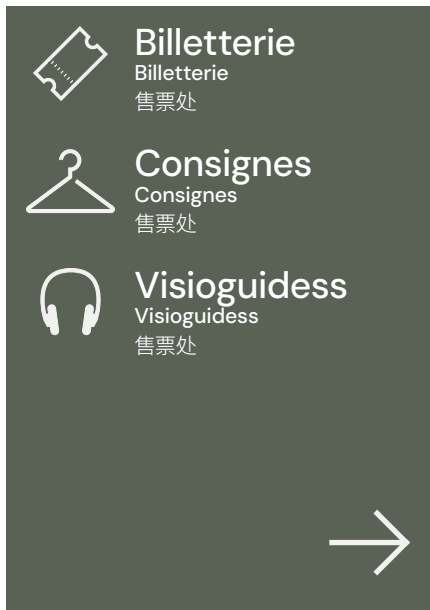 Billetterie
Billetterie
售票处
Consignes
Consignes
售票处
Visioguidess
Visioguidess
售票处